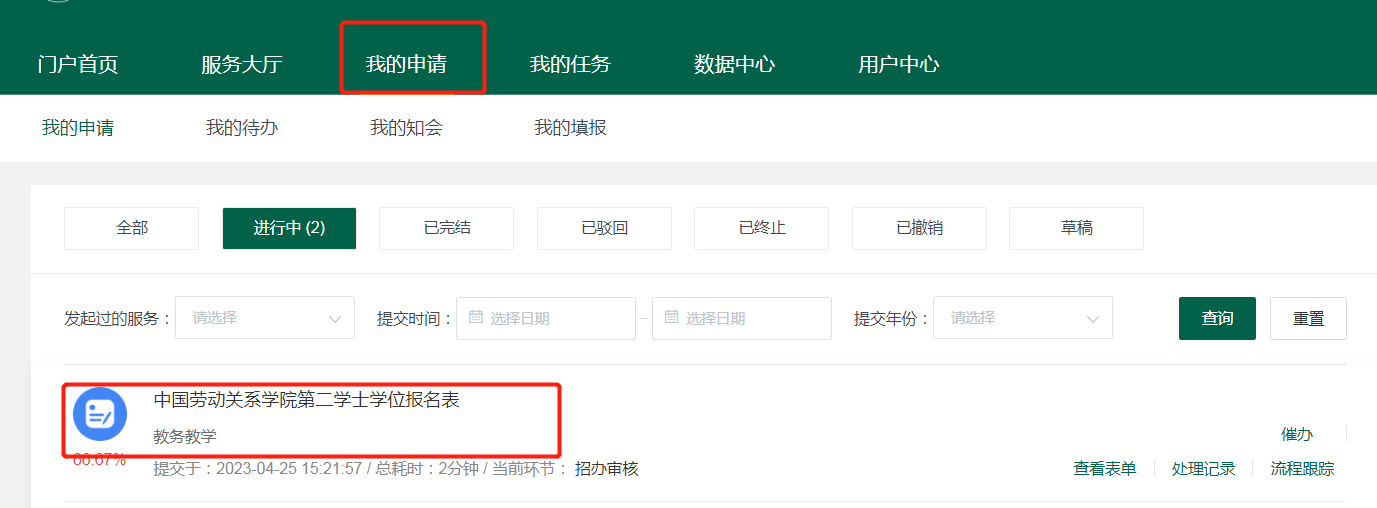 门户首页 服务大厅 我的申请 我的任务 数据中心 用户中心
我的申请 我的待办 我的知会 我的填报
全部 进行中 (2) 已完结 已驳回 已终止 已撤销 草稿
发起过的服务： 请选择 提交时间： 选择日期 – 选择日期 提交年份： 请选择 查询 重置
中国劳动关系学院第二学士学位报名表
教务教学
催办
66.67%
提交于：2023-04-25 15:21:57 / 总耗时：2分钟 / 当前环节： 招办审核 查看表单 处理记录 流程跟踪